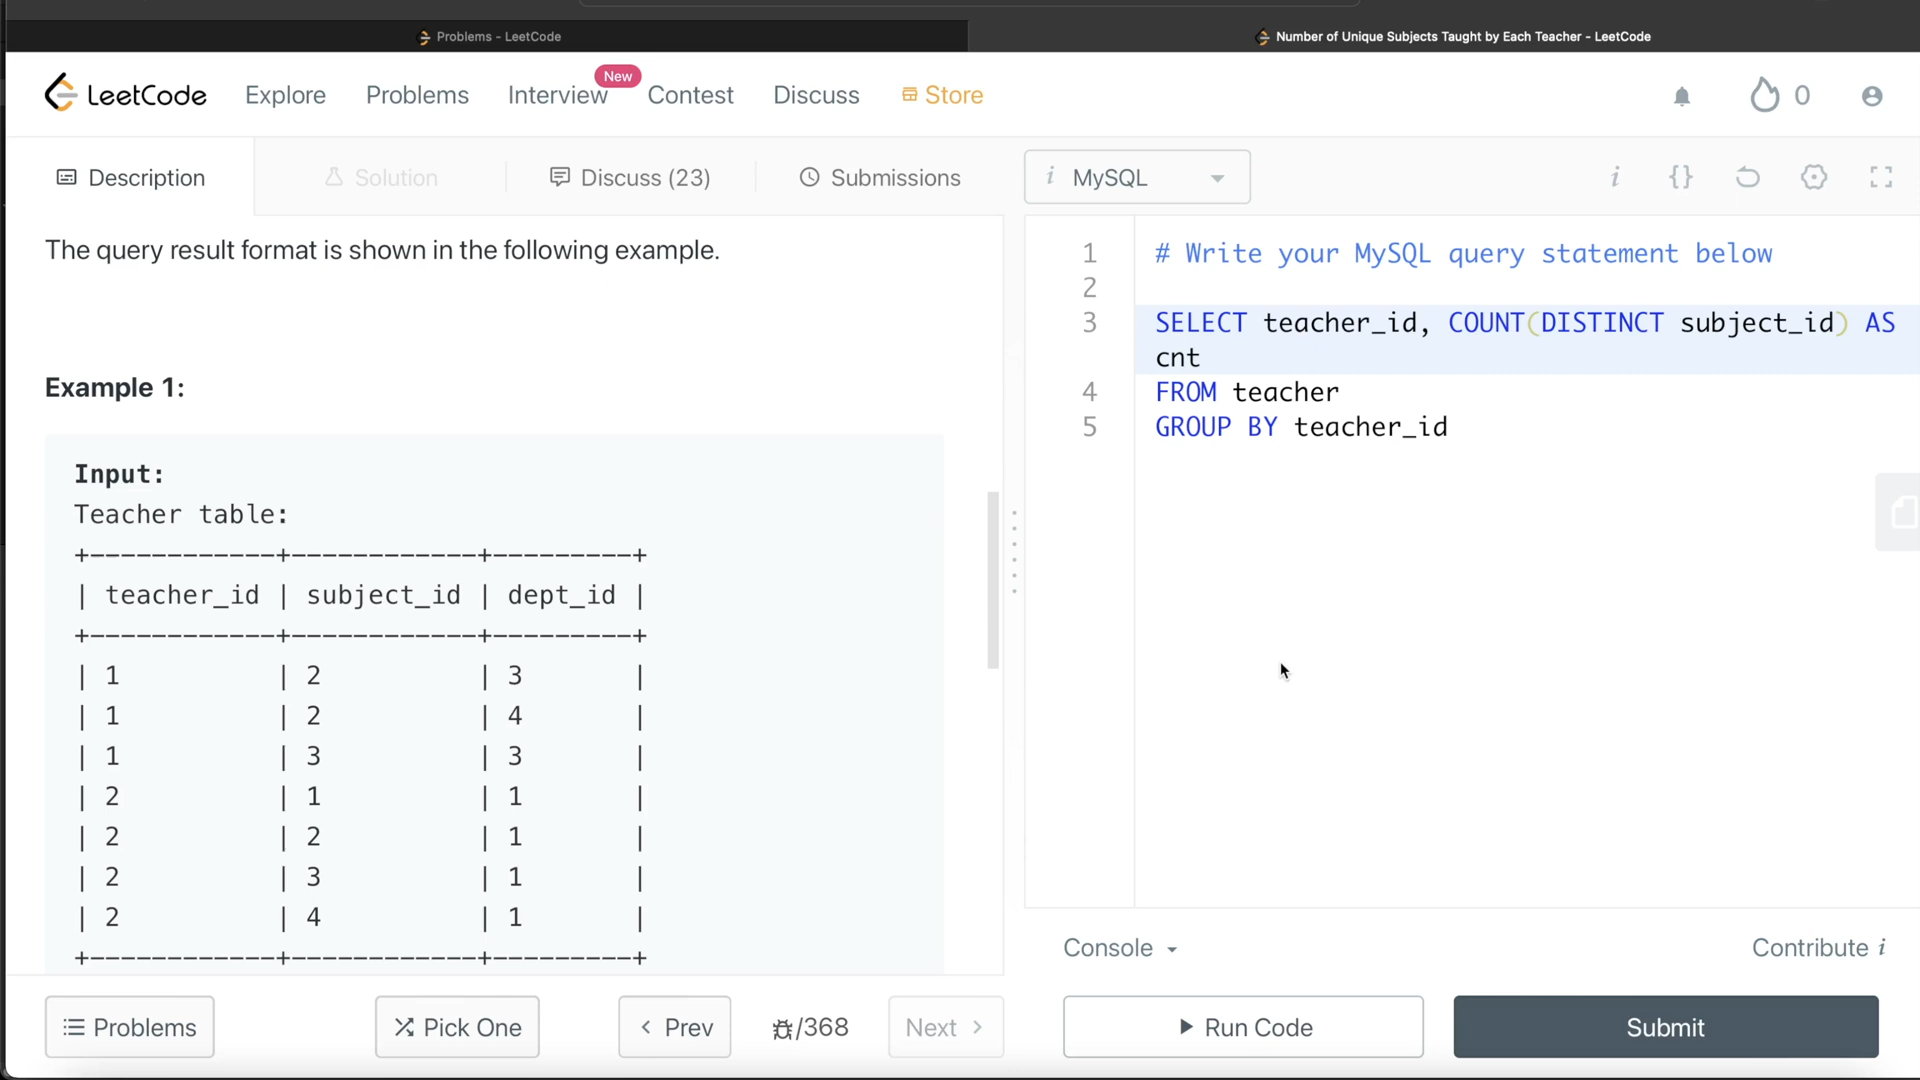 Problems - LeetCode
Number of Unique Subjects Taught by Each Teacher - LeetCode
LeetCode
Explore
Problems
Interview
New
Contest
Discuss
Store
0
Description
Solution
Discuss (23)
Submissions
i MySQL
i {}
The query result format is shown in the following example.
Example 1:
Input:
Teacher table:
+------------+------------+---------+
| teacher_id | subject_id | dept_id |
+------------+------------+---------+
| 1          | 2          | 3       |
| 1          | 2          | 4       |
| 1          | 3          | 3       |
| 2          | 1          | 1       |
| 2          | 2          | 1       |
| 2          | 3          | 1       |
| 2          | 4          | 1       |
+------------+------------+---------+
1 # Write your MySQL query statement below
2
3 SELECT teacher_id, COUNT(DISTINCT subject_id) AS
cnt
4 FROM teacher
5 GROUP BY teacher_id
Console
Contribute i
Problems
Pick One
< Prev
/368
Next >
Run Code
Submit